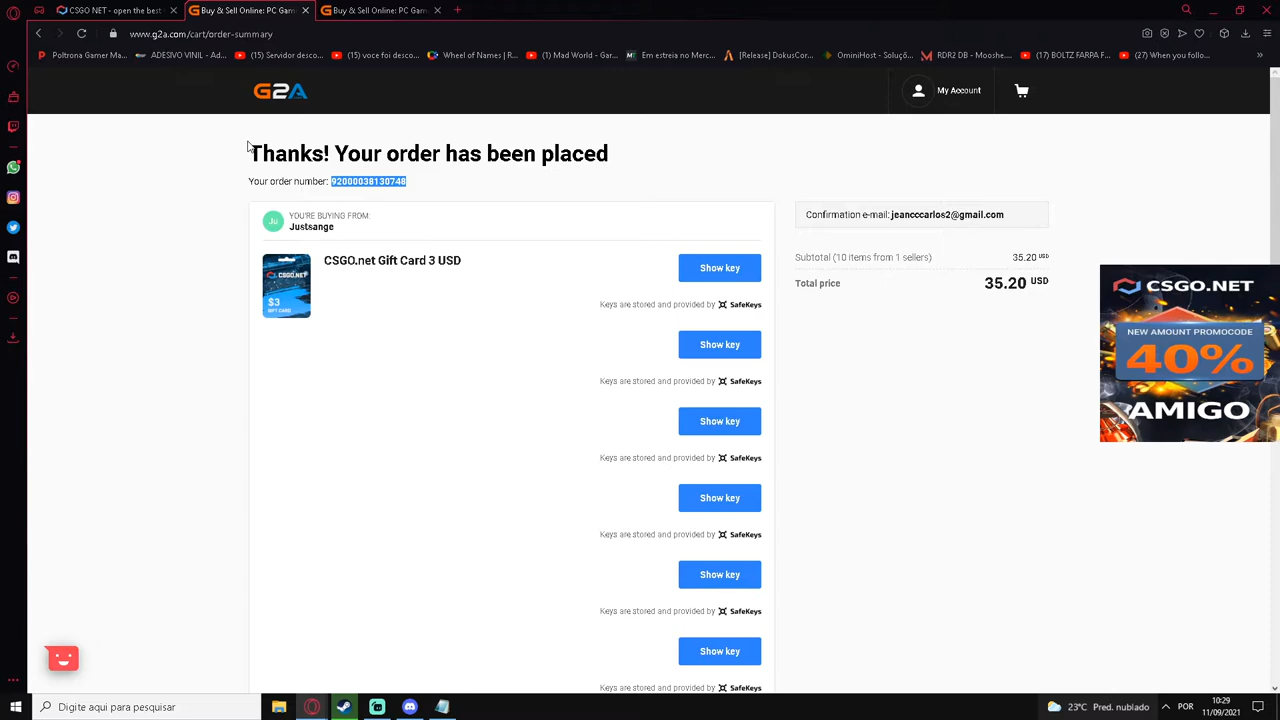 CSGO NET - open the best
Buy & Sell Online: PC Gam
Buy & Sell Online: PC Gam
www.g2a.com/cart/order-summary
Poltrona Gamer Ma...
ADESIVO VINIL - Ad...
(15) Servidor desco...
(15) voce foi desco...
Wheel of Names | R...
(1) Mad World - Gar...
Em estreia no Merc...
[Release] DokusCor...
OminiHost - Soluçõ...
RDR2 DB - Mooshe...
(17) BOLTZ FARPA F...
(27) When you follo...
G2A
My Account
Thanks! Your order has been placed
Your order number: 92000038130748
Ju
YOU'RE BUYING FROM:
Justsange
Confirmation e-mail: jeancccarlos2@gmail.com
CSGO.NET
$3
GIFT CARD
CSGO.net Gift Card 3 USD
Show key
Subtotal (10 items from 1 sellers)
35.20 USD
Total price
35.20 USD
Keys are stored and provided by SafeKeys
Show key
Keys are stored and provided by SafeKeys
Show key
Keys are stored and provided by SafeKeys
Show key
Keys are stored and provided by SafeKeys
Show key
Keys are stored and provided by SafeKeys
Show key
Keys are stored and provided by SafeKeys
CSGO.NET
NEW AMOUNT PROMOCODE
40%
AMIGO
Digite aqui para pesquisar
23°C Pred. nublado
POR
10:29
11/09/2021